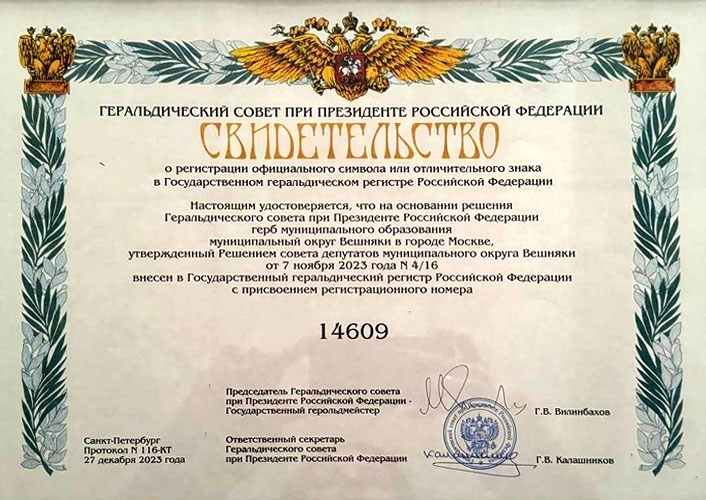 ГЕРАЛЬДИЧЕСКИЙ СОВЕТ ПРИ ПРЕЗИДЕНТЕ РОССИЙСКОЙ ФЕДЕРАЦИИ
СВИДЕТЕЛЬСТВО
о регистрации официального символа или отличительного знака
в Государственном геральдическом регистре Российской Федерации
Настоящим удостоверяется, что на основании решения
Геральдического совета при Президенте Российской Федерации
герб муниципального образования
муниципальный округ Вешняки в городе Москве,
утвержденный Решением совета депутатов муниципального округа Вешняки
от 7 ноября 2023 года N 4/16
внесен в Государственный геральдический регистр Российской Федерации
с присвоением регистрационного номера
14609
Председатель Геральдического совета
при Президенте Российской Федерации -
Государственный герольдмейстер
Г.В. Вилинбахов
Санкт-Петербург
Протокол N 116-КТ
27 декабря 2023 года
Ответственный секретарь
Геральдического совета
при Президенте Российской Федерации
Г.В. Калашников